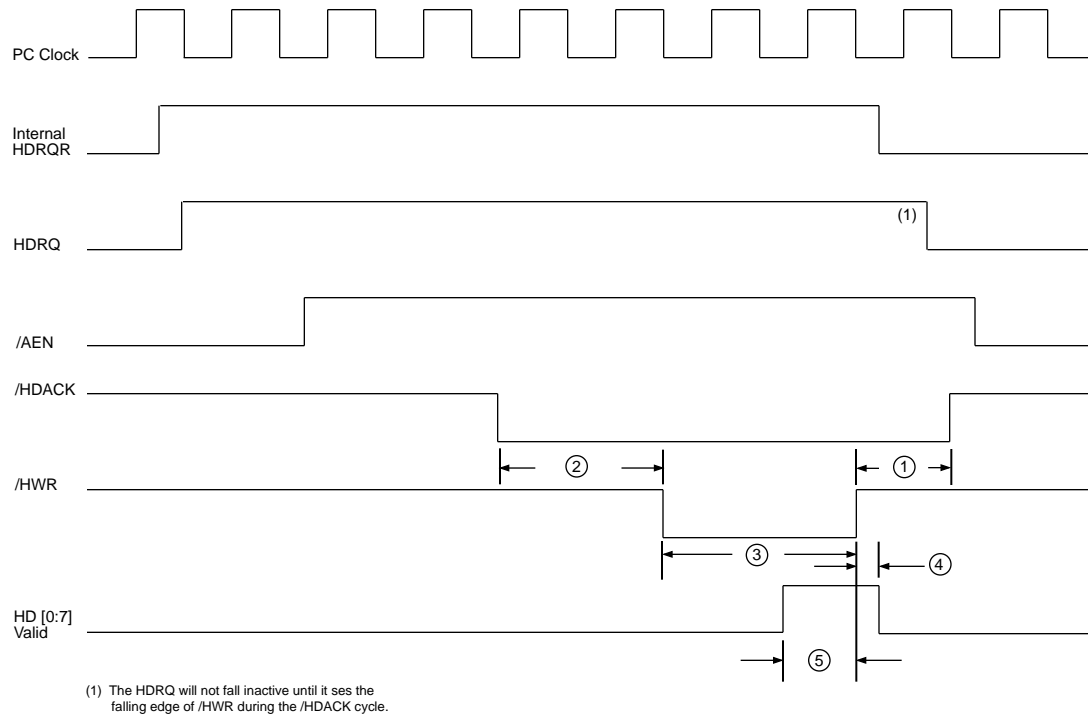 PC Clock
Internal
HDRQR
(1)
HDRQ
/AEN
/HDACK
2
1
/HWR
3
4
HD [0:7]
Valid
5
(1) The HDRQ will not fall inactive until it ses the
falling edge of /HWR during the /HDACK cycle.